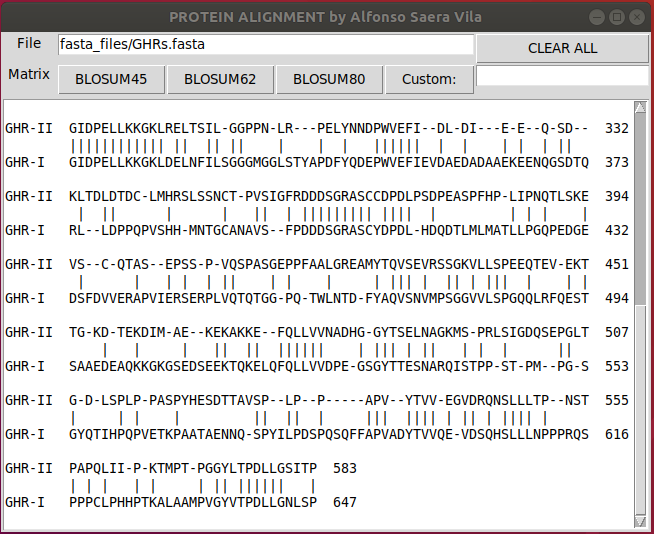 PROTEIN ALIGNMENT by Alfonso Saera Vila
File fasta_files/GHRs.fasta CLEAR ALL
Matrix BLOSUM45 BLOSUM62 BLOSUM80 Custom:
GHR-II GIDPELLKKGKLRELTSIL-GGPPN-LR---PELYNNDPWVEFI--DL-DI---E-E--Q-SD-- 332
GHR-I GIDPELLKKGKLDELNFILSGGGMGGLSTYAPDFYQDEPWVEFIEVDAEDADAAEKEENQGSDTQ 373
GHR-II KLTDLDTDC-LMHRSLSSNCT-PVSIGFRDDDSGRASCCDPDLPSDPEASPFHP-LIPNQTLSKE 394
GHR-I RL--LDPPQPVSHH-MNTGCANAVS--FPDDDSGRASCYDPDL-HDQDTLMLMATLLPGQPEDGE 432
GHR-II VS--C-QTAS--EPSS-P-VQSPASGEPPFAALGREAMYTQVSEVRSSGKVLLSPEEQTEV-EKT 451
GHR-I DSFDVVERAPVIERSERPLVQTQTGG-PQ-TWLNTD-FYAQVSNVMPSGGVVLSPGQQLRFQEST 494
GHR-II TG-KD-TEKDIM-AE--KEKAKKE--FQLLVVNADHG-GYTSELNAGKMS-PRLSIGDQSEPGLT 507
GHR-I SAAEDEAQKKGKGSEDSEEKTQKELQFQLLVVDPE-GSGYTTESNARQISTPP-ST-PM--PG-S 553
GHR-II G-D-LSPLP-PASPYHESDTTAVSP--LP--P-----APV--YTVV-EGVDRQNSLLLTP--NST 555
GHR-I GYQTIHPQPVETKPAATAENNQ-SPYILPDSPQSQFFAPVADYTVVQE-VDSQHSLLLNPPPRQS 616
GHR-II PAPQLII-P-KTMPT-PGGYLTPDLLGSITP 583
GHR-I PPPCLPHHPTKALAAMPVGYVTPDLLGNLSP 647